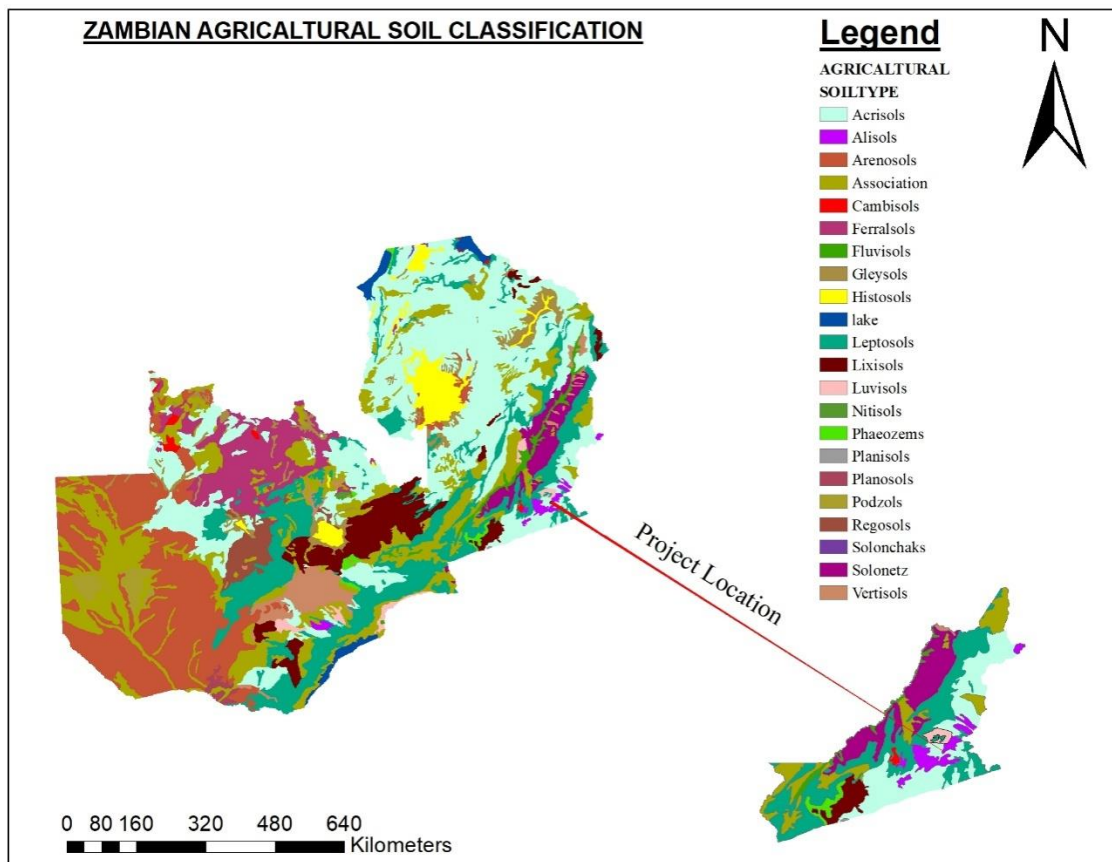 ZAMBIAN AGRICALTURAL SOIL CLASSIFICATION
Legend
N
AGRICALTURAL
SOILTYPE
Acrisols
Alisols
Arenosols
Association
Cambisols
Ferralsols
Fluvisols
Gleysols
Histosols
lake
Leptosols
Lixisols
Luvisols
Nitisols
Phaeozems
Planisols
Planosols
Podzols
Regosols
Solonchaks
Solonetz
Vertisols
Project Location
0 80 160 320 480 640
Kilometers